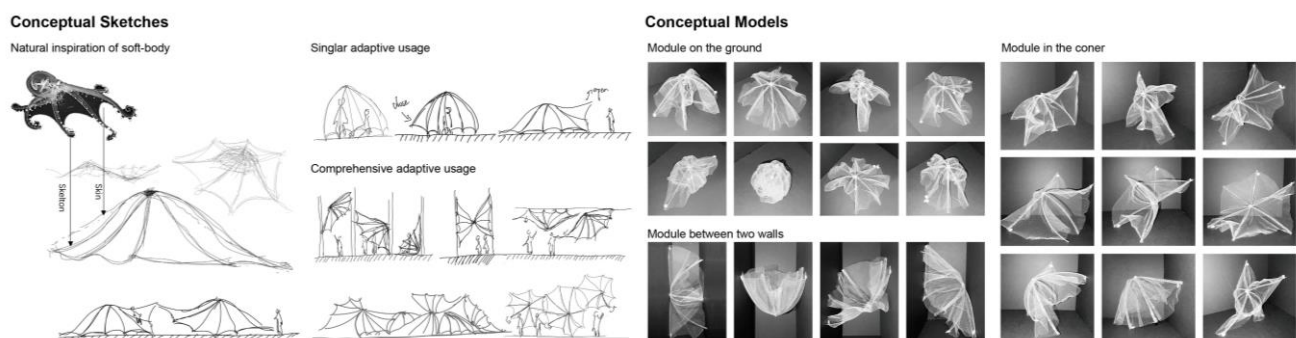 Conceptual Sketches
Natural inspiration of soft-body
Skeleton
Skin
Singlar adaptive usage
close
Comprehensive adaptive usage
Conceptual Models
Module on the ground
Module between two walls
Module in the coner